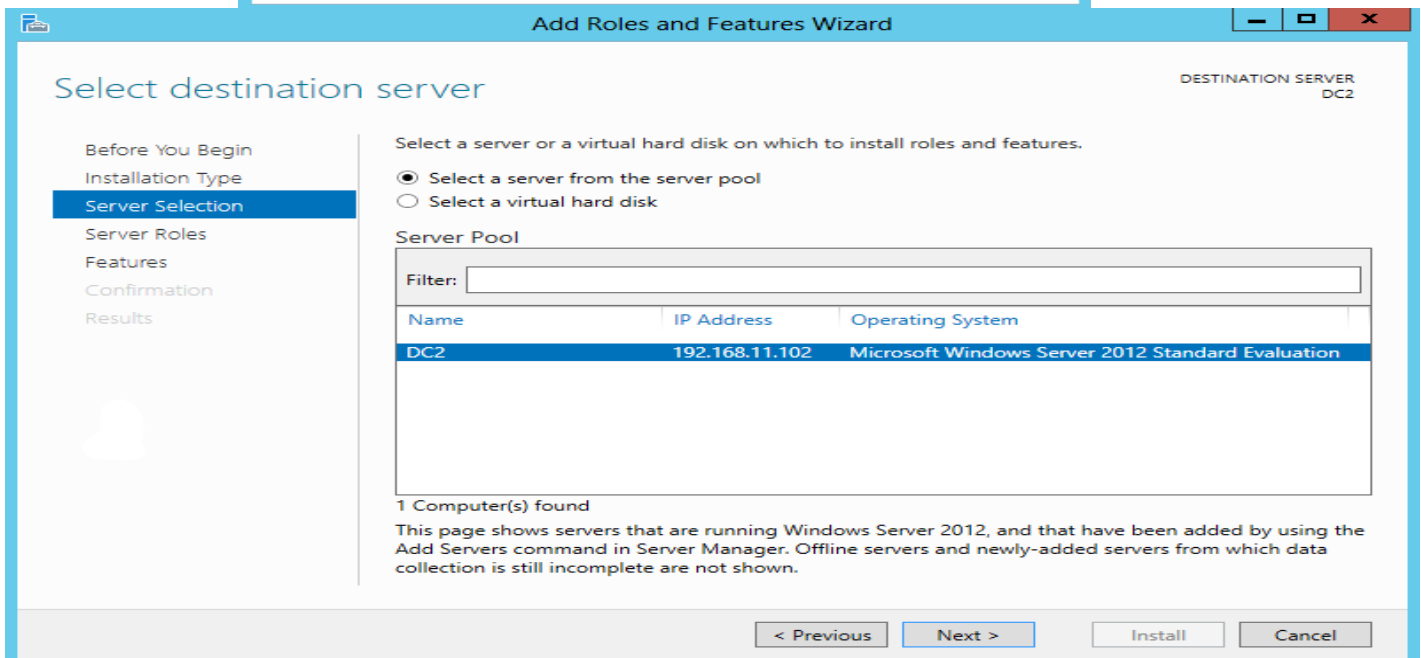 Add Roles and Features Wizard
Select destination server
DESTINATION SERVER
DC2
Before You Begin
Installation Type
Server Selection
Server Roles
Features
Confirmation
Results
Select a server or a virtual hard disk on which to install roles and features.
Select a server from the server pool
Select a virtual hard disk
Server Pool
Filter:
Name IP Address Operating System
DC2 192.168.11.102 Microsoft Windows Server 2012 Standard Evaluation
1 Computer(s) found
This page shows servers that are running Windows Server 2012, and that have been added by using the
Add Servers command in Server Manager. Offline servers and newly-added servers from which data
collection is still incomplete are not shown.
< Previous Next > Install Cancel